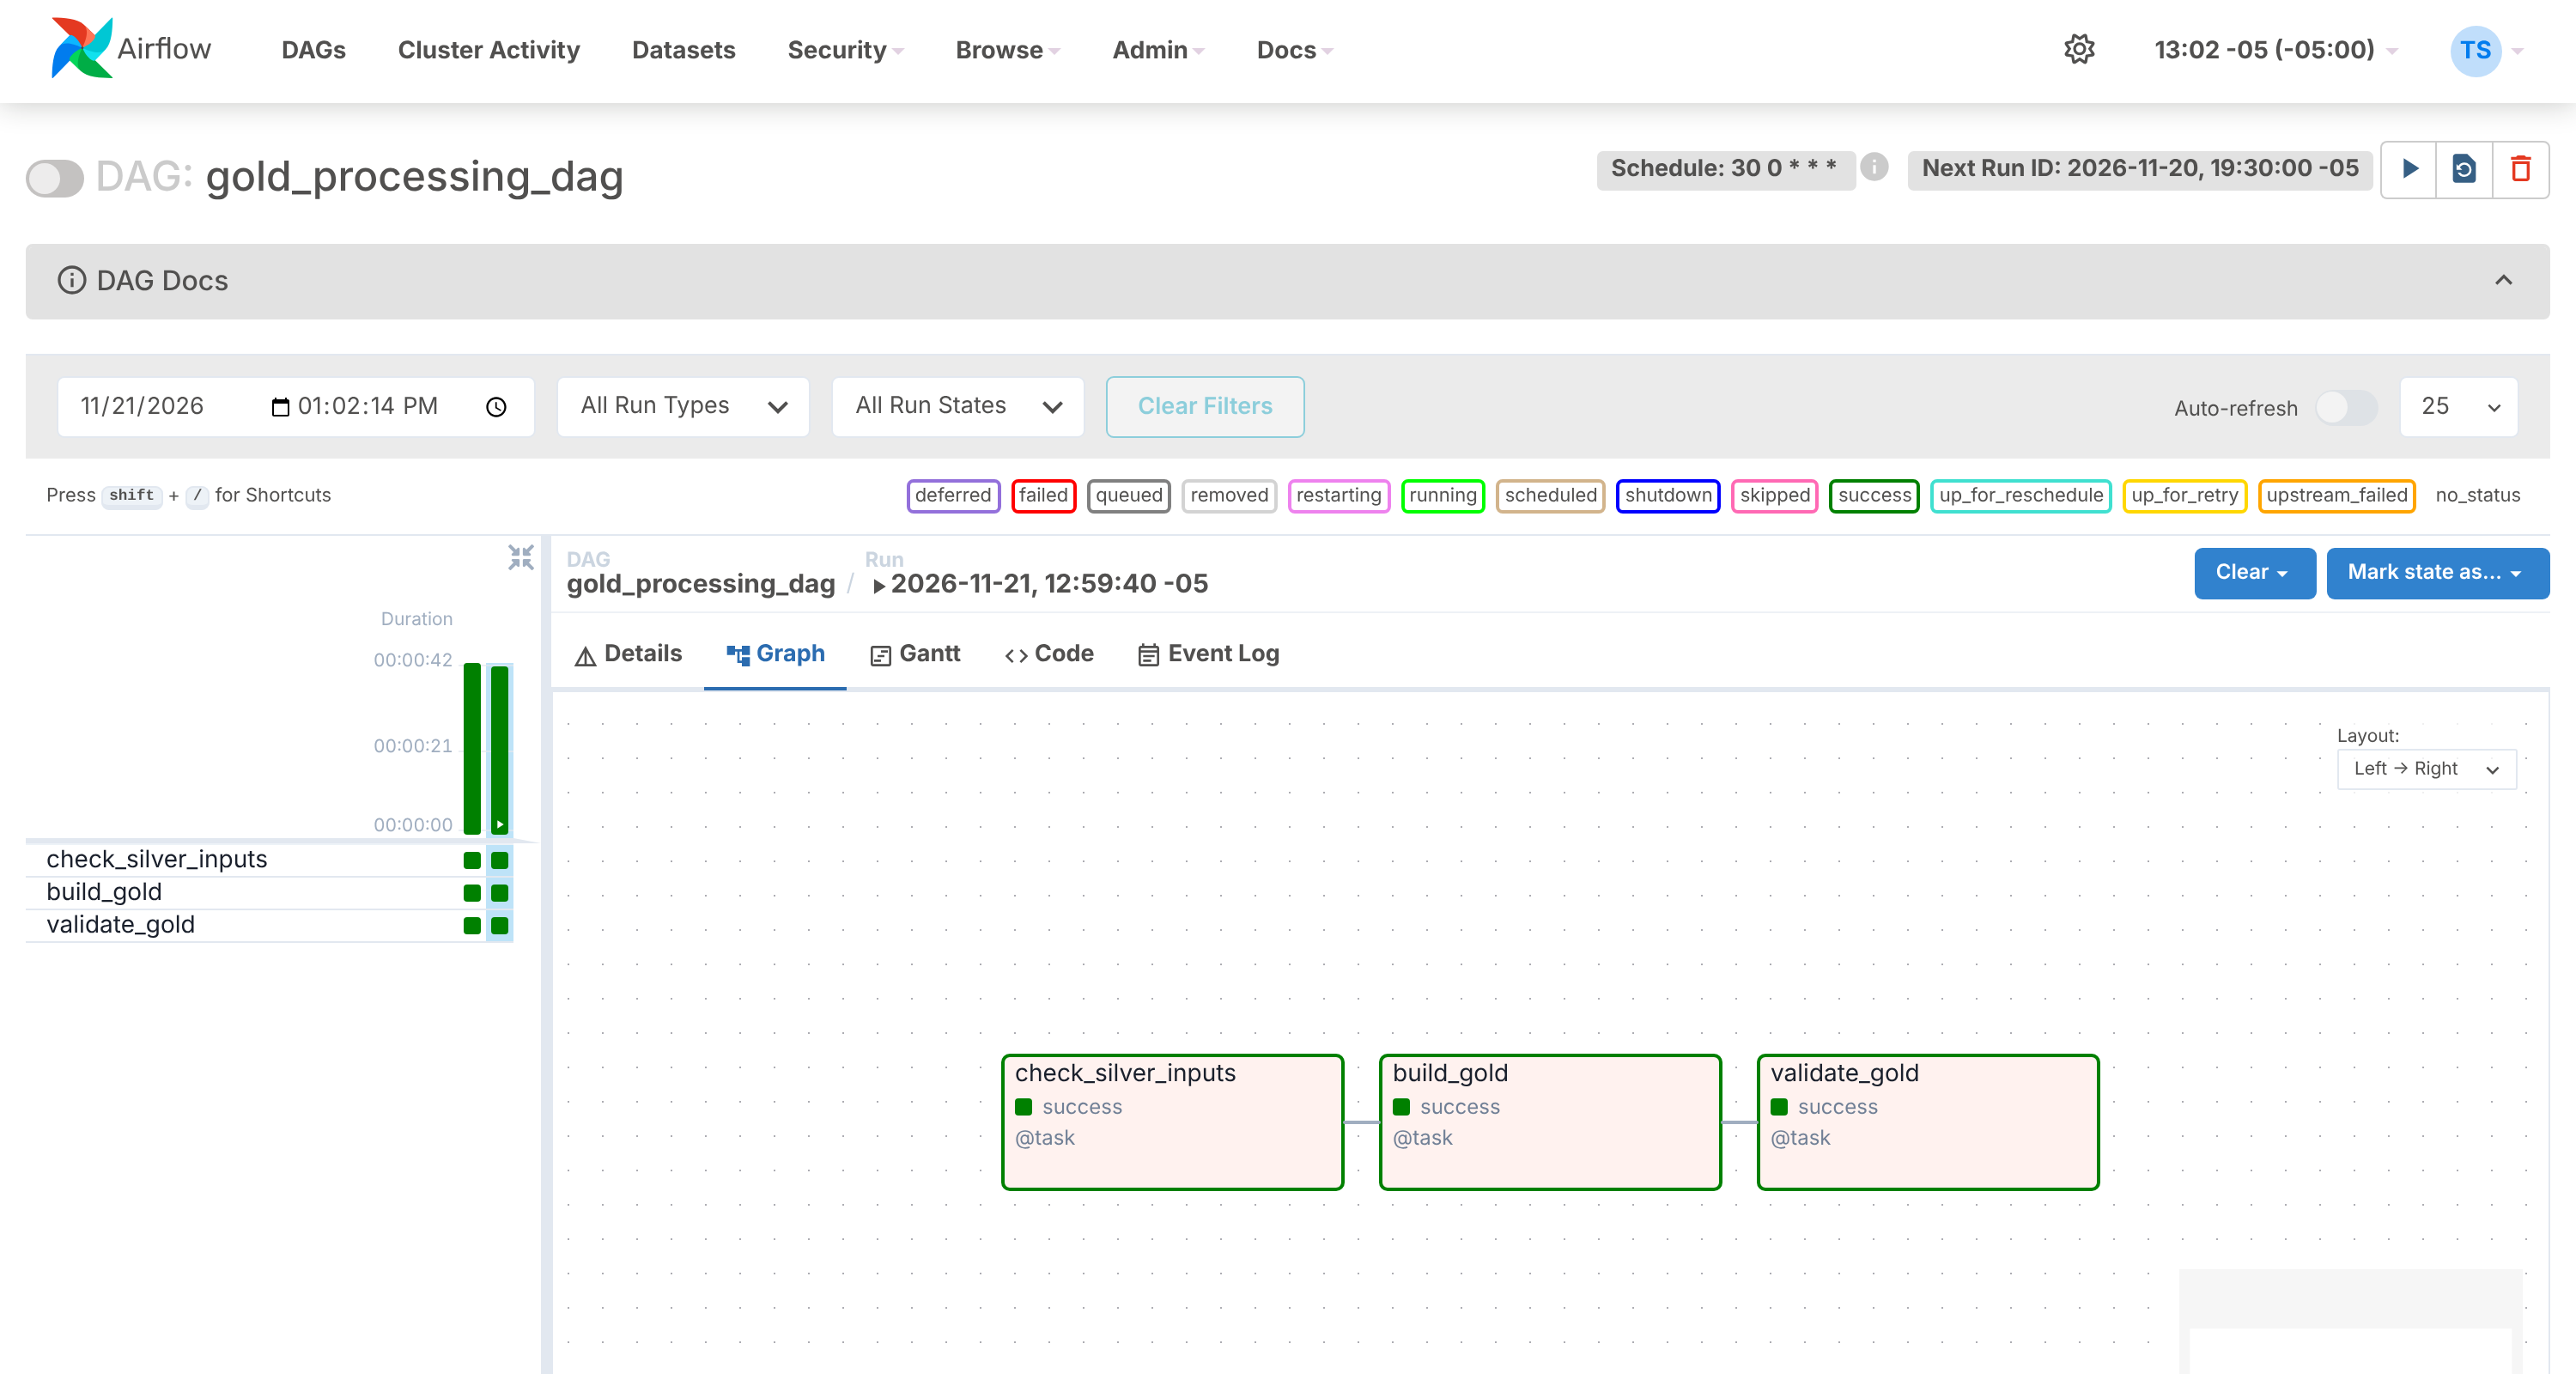 Airflow DAGs Cluster Activity Datasets Security Browse Admin Docs 13:02 -05 (-05:00) TS
DAG: gold_processing_dag Schedule: 30 0 * * * Next Run ID: 2026-11-20, 19:30:00 -05
DAG Docs
11/21/2026 01:02:14 PM All Run Types All Run States Clear Filters Auto-refresh 25
Press shift + / for Shortcuts deferred failed queued removed restarting running scheduled shutdown skipped success up_for_reschedule up_for_retry upstream_failed no_status
DAG Run
gold_processing_dag / 2026-11-21, 12:59:40 -05 Clear Mark state as...
Details Graph Gantt Code Event Log
Duration
00:00:42
00:00:21
00:00:00
check_silver_inputs
build_gold
validate_gold
Layout:
Left → Right
check_silver_inputs
success
@task
build_gold
success
@task
validate_gold
success
@task